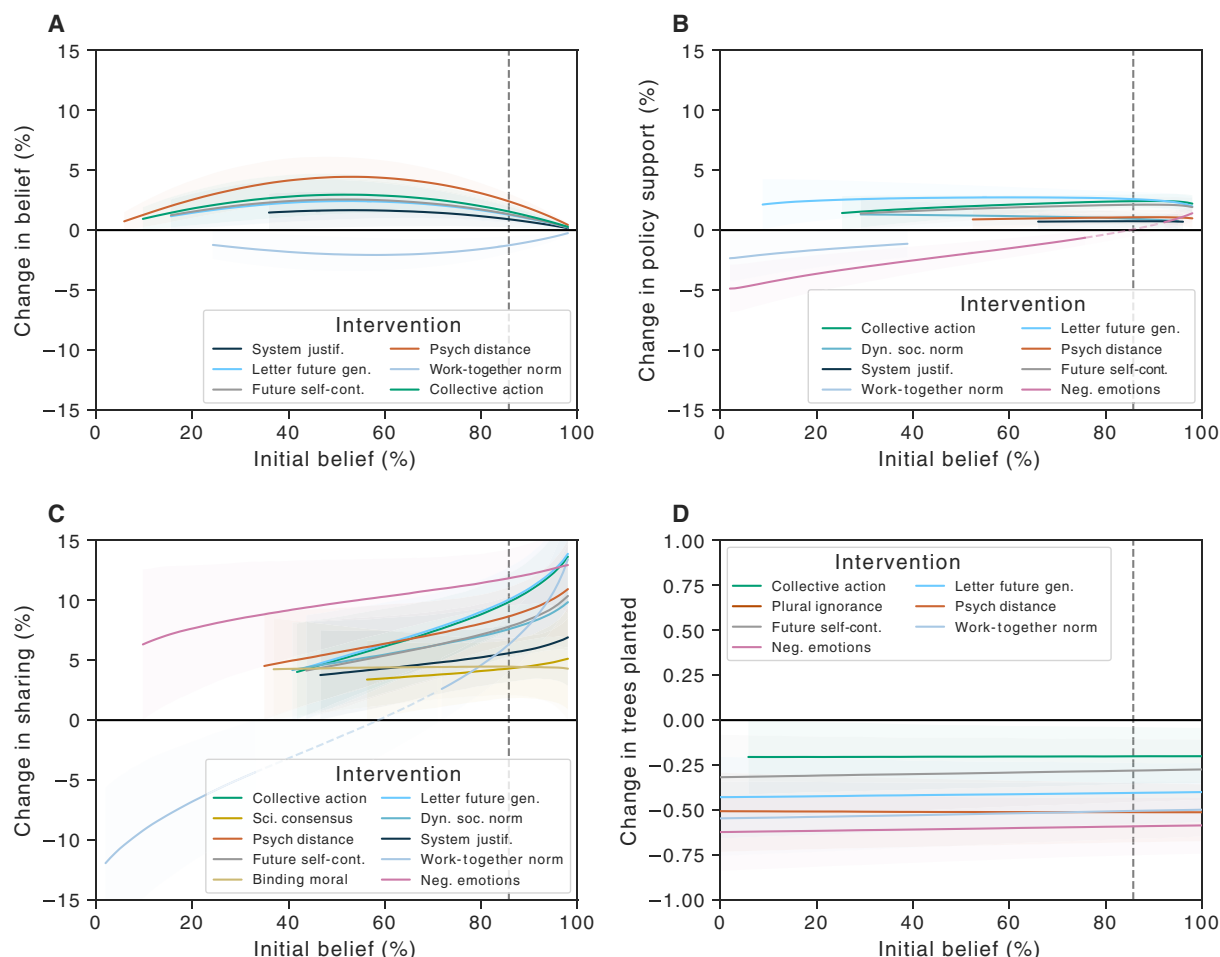 A
15
10
5
0
−5
−10
−15
Change in belief (%)
Intervention
System justif.
Psych distance
Letter future gen.
Work-together norm
Future self-cont.
Collective action
0 20 40 60 80 100
Initial belief (%)
B
15
10
5
0
−5
−10
−15
Change in policy support (%)
Intervention
Collective action
Letter future gen.
Dyn. soc. norm
Psych distance
System justif.
Future self-cont.
Work-together norm
Neg. emotions
0 20 40 60 80 100
Initial belief (%)
C
15
10
5
0
−5
−10
−15
Change in sharing (%)
Intervention
Collective action
Letter future gen.
Sci. consensus
Dyn. soc. norm
Psych distance
System justif.
Future self-cont.
Work-together norm
Binding moral
Neg. emotions
0 20 40 60 80 100
Initial belief (%)
D
1.00
0.75
0.50
0.25
0.00
−0.25
−0.50
−0.75
−1.00
Change in trees planted
Intervention
Collective action
Letter future gen.
Plural ignorance
Psych distance
Future self-cont.
Work-together norm
Neg. emotions
0 20 40 60 80 100
Initial belief (%)